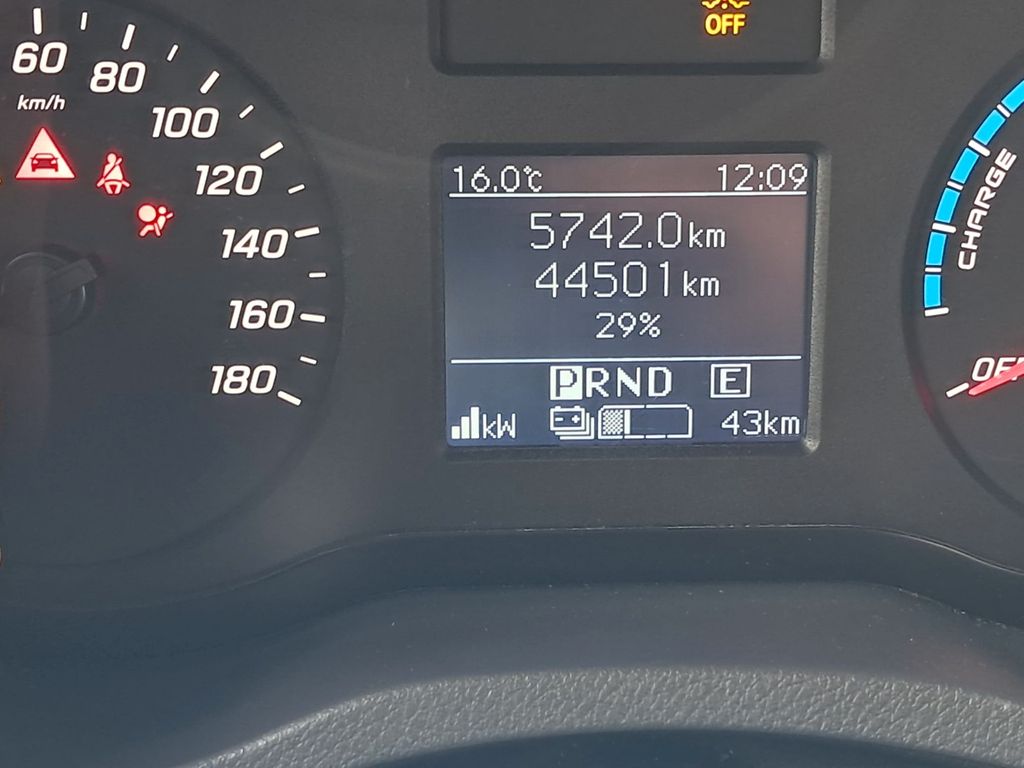 OFF
60
80
km/h
100
120
140
160
180
16.0°C 12:09
5742.0km
44501km
29%
PRND E
kW 43km
CHARGE
OFF